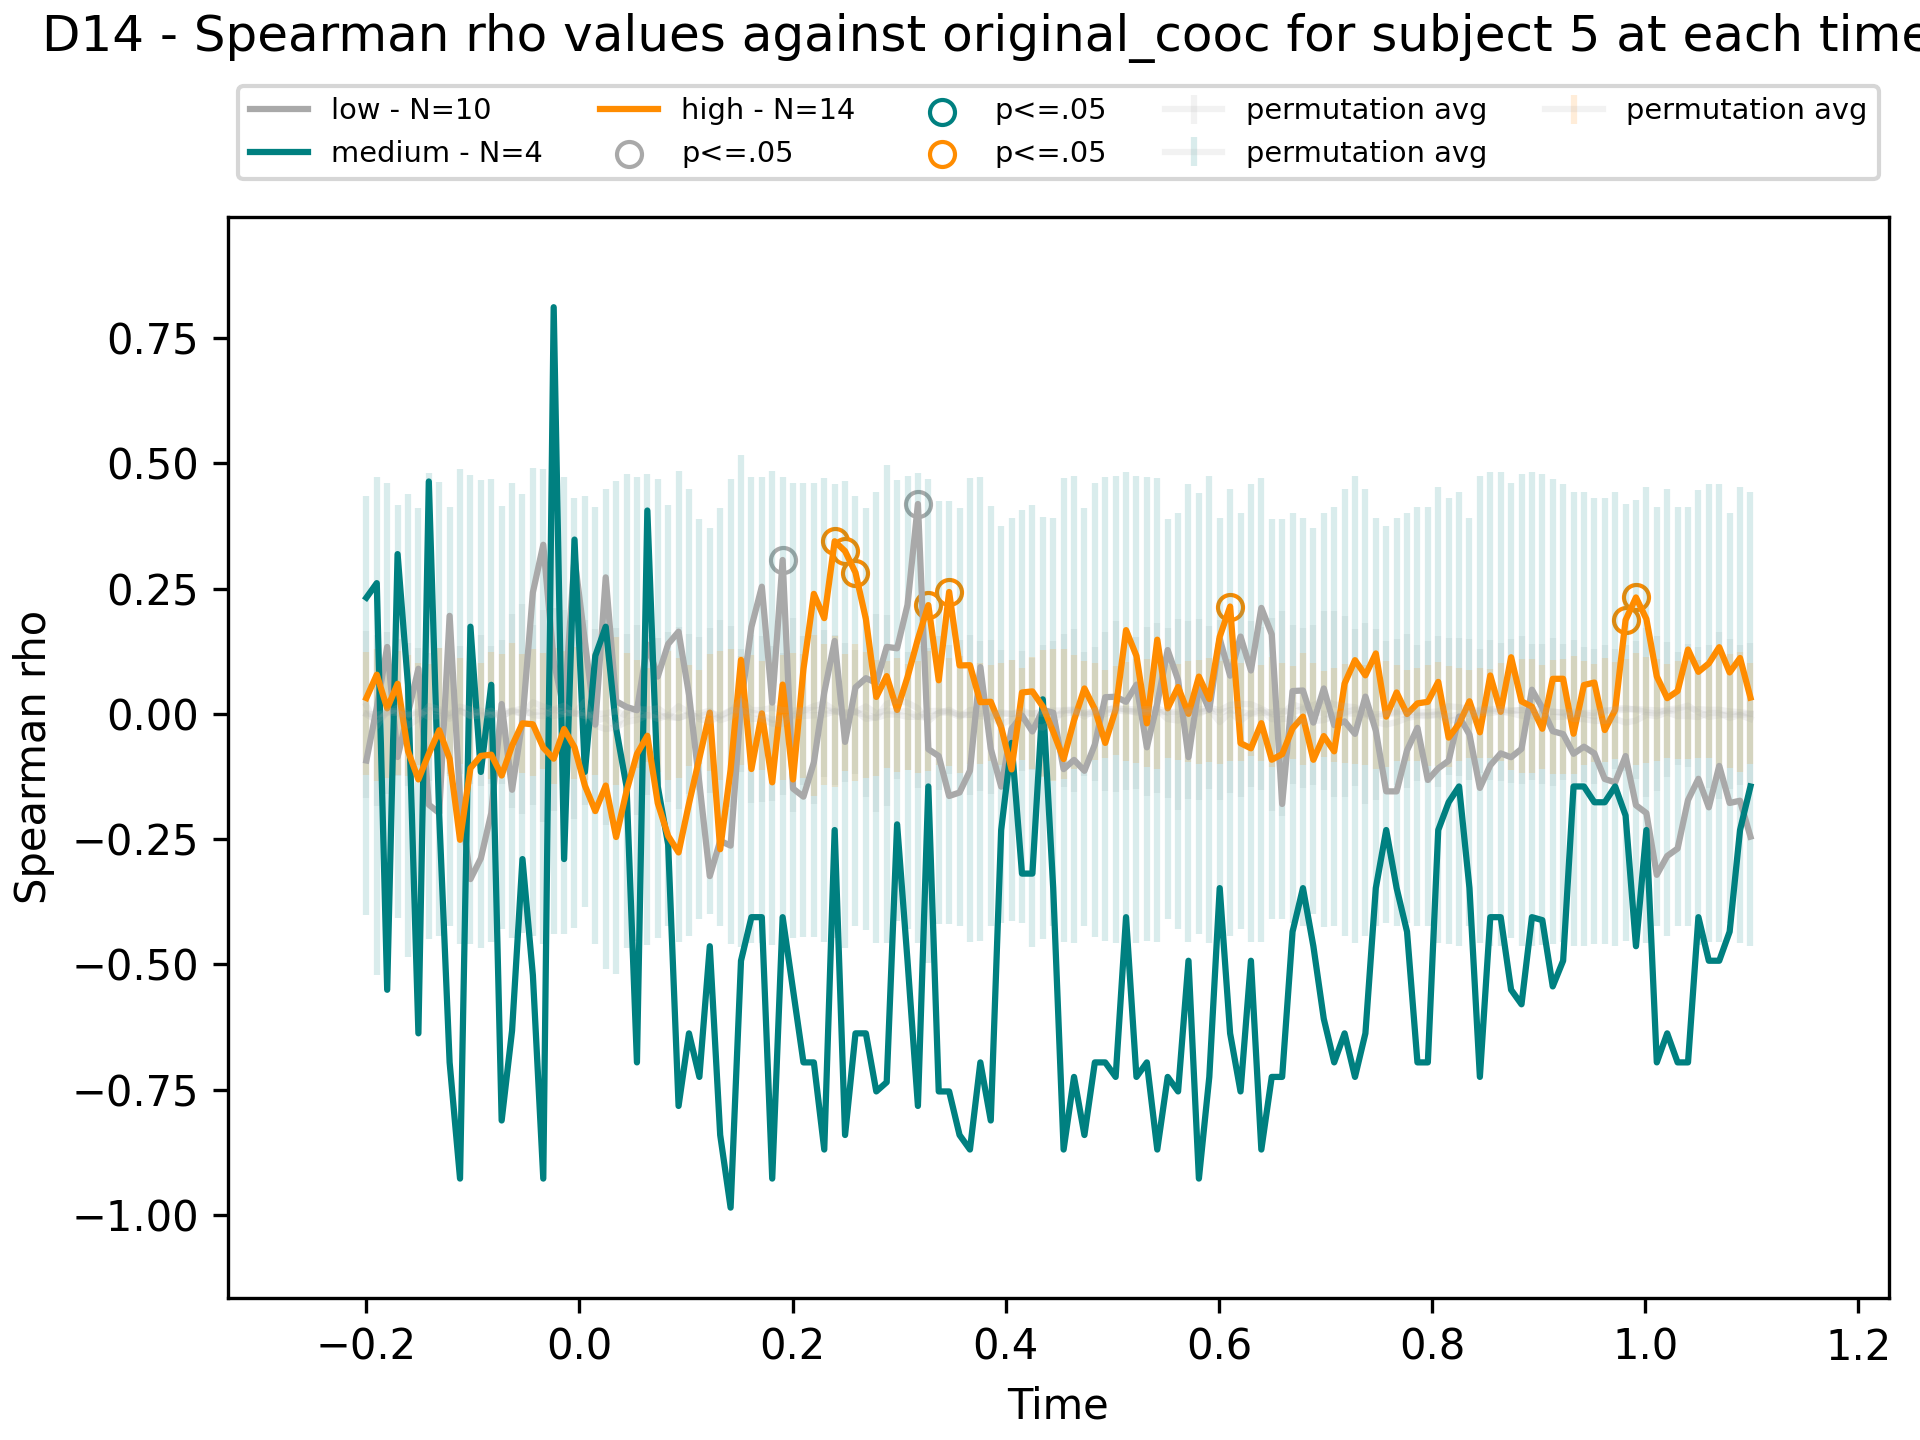 D14 - Spearman rho values against original_cooc for subject 5 at each time
low - N=10
medium - N=4
high - N=14
p<=.05
p<=.05
p<=.05
permutation avg
permutation avg
permutation avg
Spearman rho
0.75
0.50
0.25
0.00
−0.25
−0.50
−0.75
−1.00
−0.2 0.0 0.2 0.4 0.6 0.8 1.0 1.2
Time